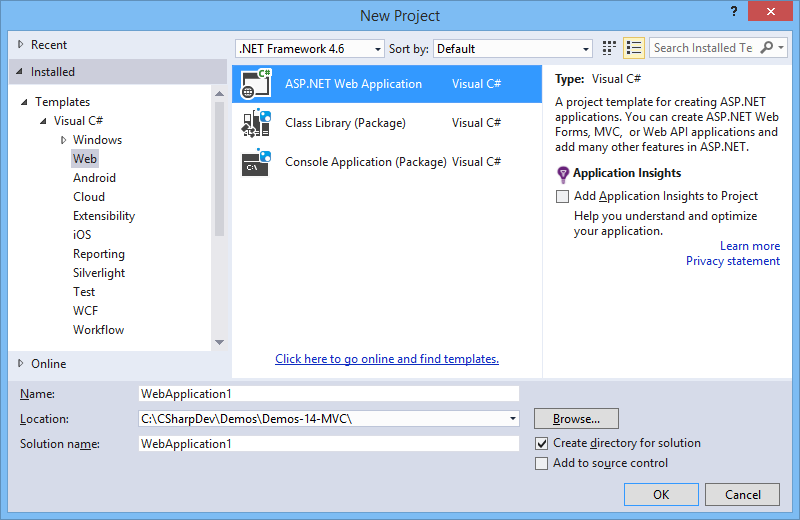 New Project
?
Recent
Installed
Templates
Visual C#
Windows
Web
Android
Cloud
Extensibility
iOS
Reporting
Silverlight
Test
WCF
Workflow
Online
.NET Framework 4.6 Sort by: Default
Search Installed Te
C# ASP.NET Web Application Visual C#
Class Library (Package) Visual C#
C:\ Console Application (Package) Visual C#
Click here to go online and find templates.
Type: Visual C#
A project template for creating ASP.NET
applications. You can create ASP.NET Web
Forms, MVC, or Web API applications and
add many other features in ASP.NET.
Application Insights
Add Application Insights to Project
Help you understand and optimize
your application.
Learn more
Privacy statement
Name: WebApplication1
Location: C:\CSharpDev\Demos\Demos-14-MVC\ Browse...
Solution name: WebApplication1
Create directory for solution
Add to source control
OK Cancel